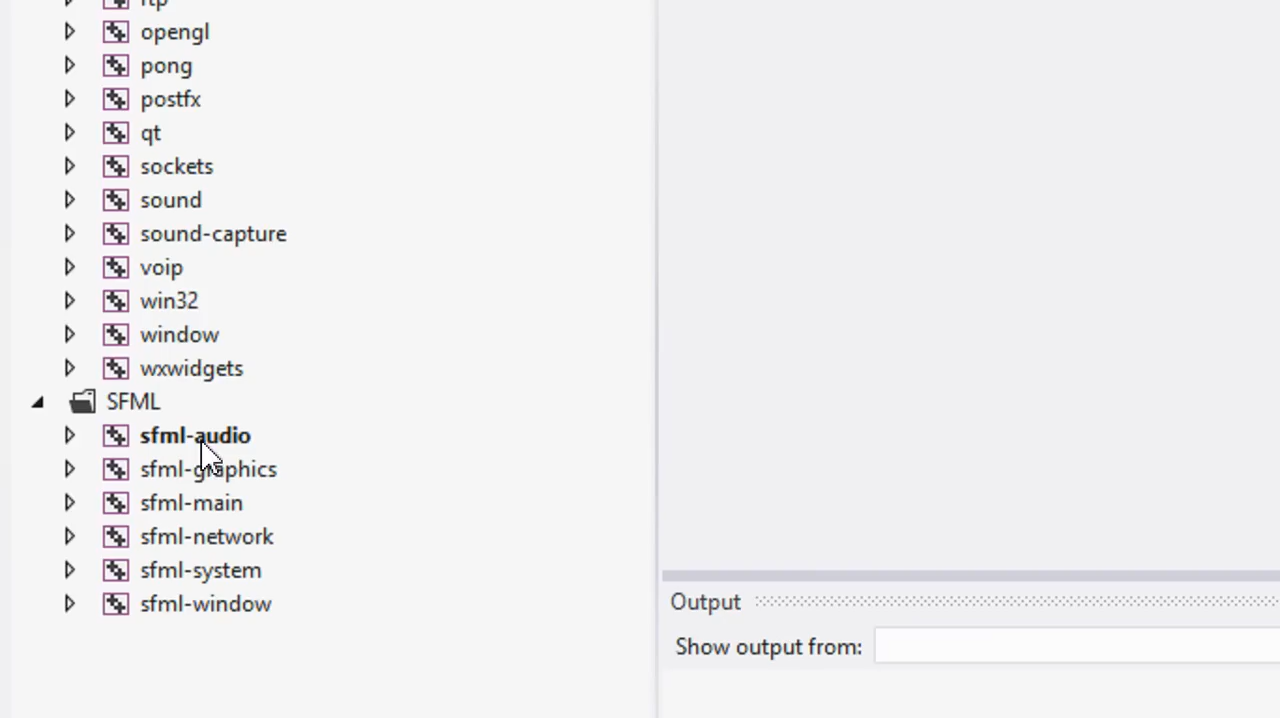 ftp
opengl
pong
postfx
qt
sockets
sound
sound-capture
voip
win32
window
wxwidgets
SFML
sfml-audio
sfml-graphics
sfml-main
sfml-network
sfml-system
sfml-window
Output
Show output from: